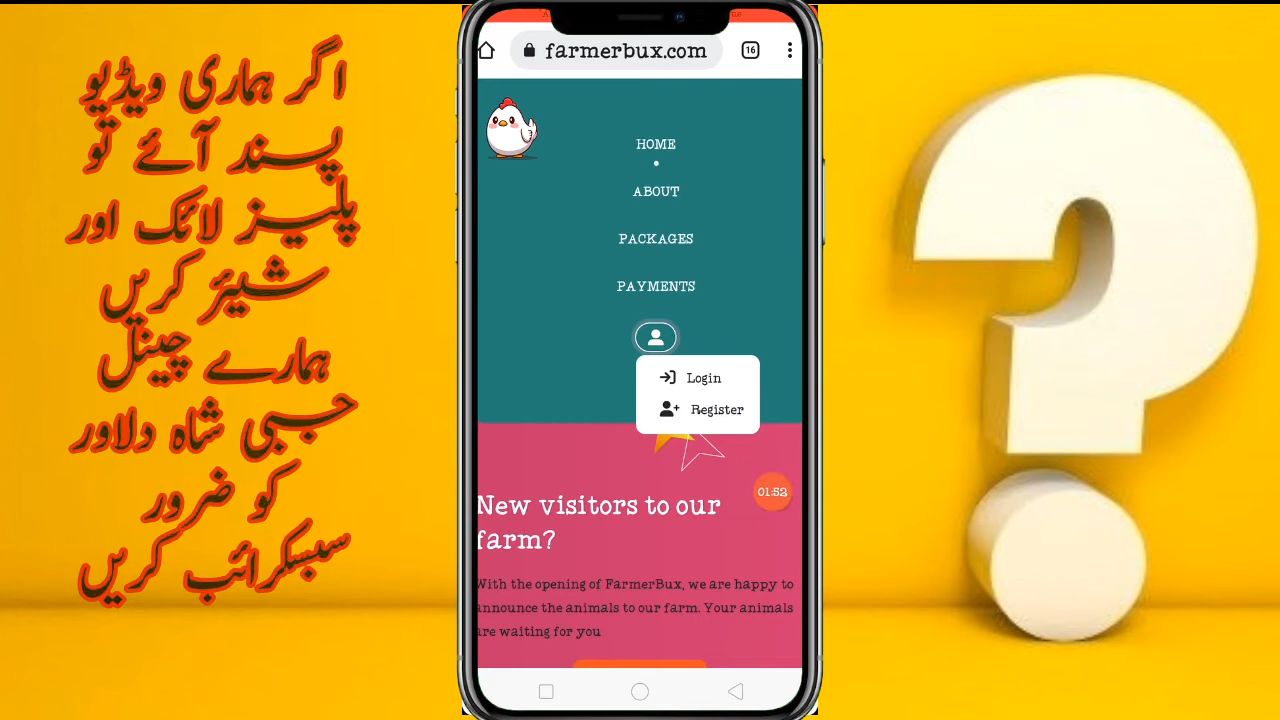 اگر ہماری ویڈیو
پسند آئے تو
پلیز لائک اور
شیئر کریں
ہمارے چینل
جبی شاہ دلاور
کو ضرور
سبسکرائب کریں
farmerbux.com
16
HOME
ABOUT
PACKAGES
PAYMENTS
Login
Register
01:52
New visitors to our
farm?
With the opening of FarmerBux, we are happy to
announce the animals to our farm. Your animals
are waiting for you